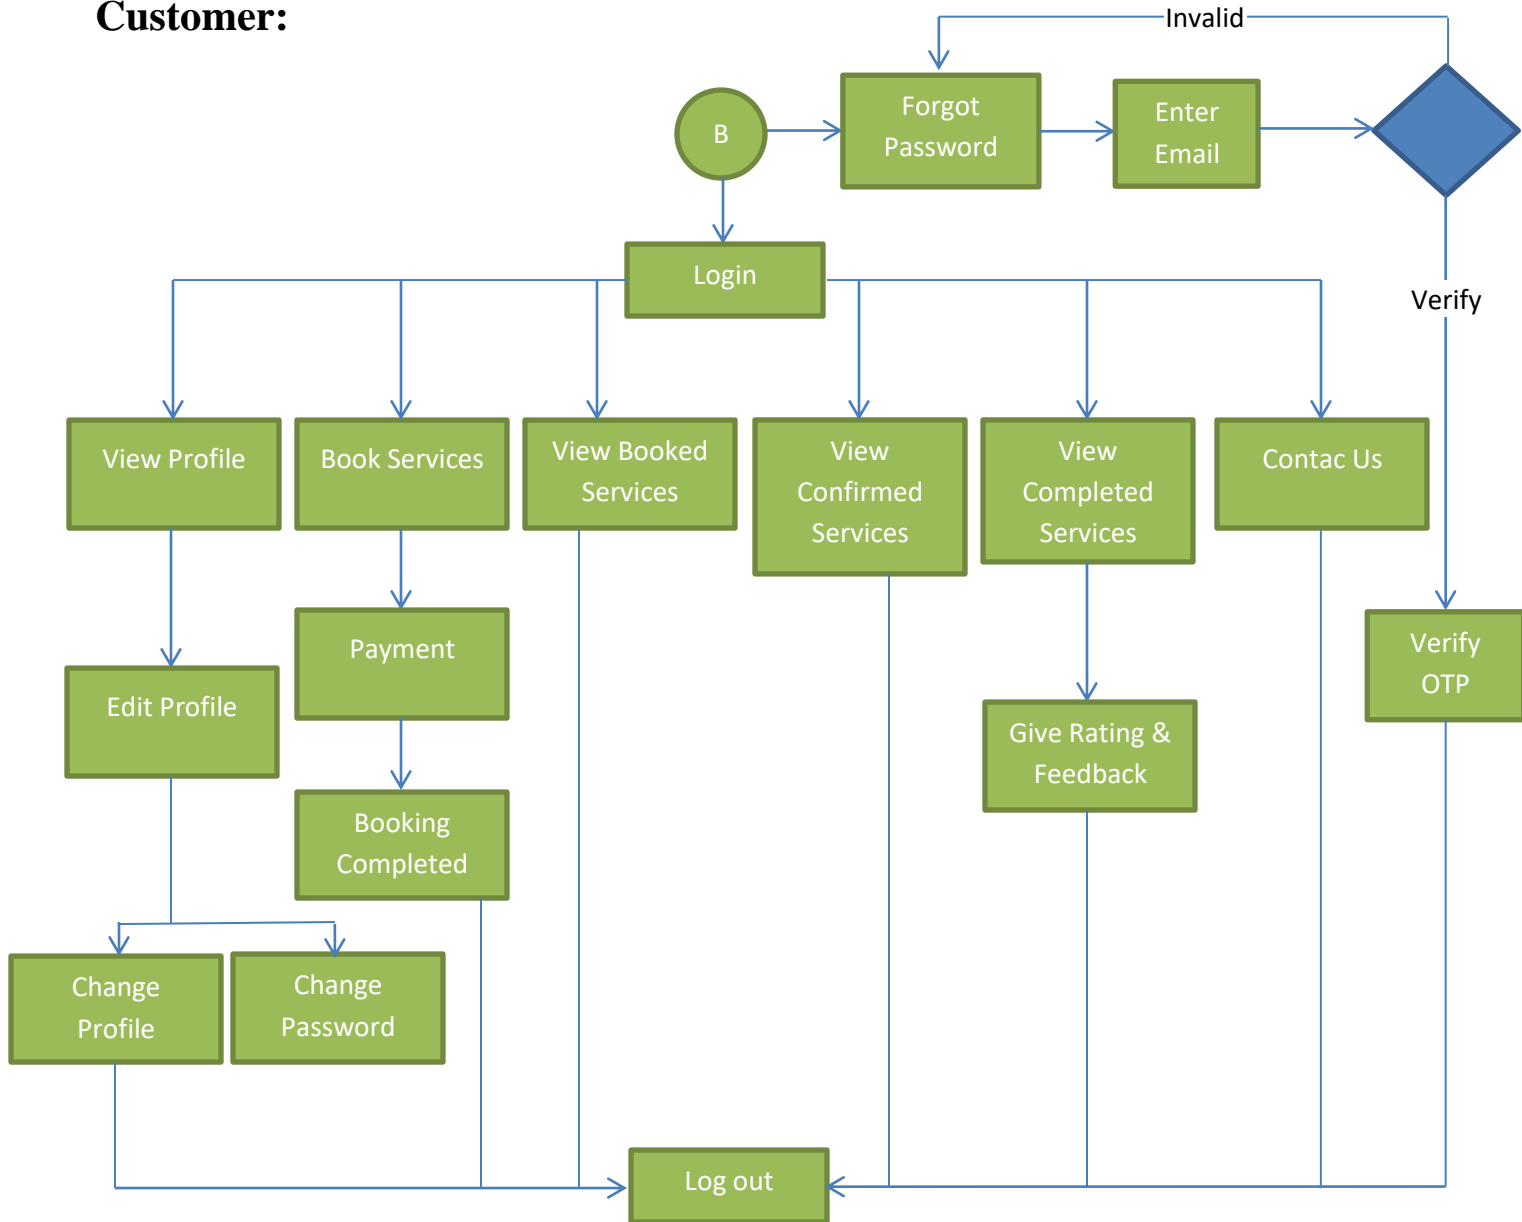 Customer:
Invalid
B
Forgot
Password
Enter
Email
Login
Verify
View Profile
Book Services
View Booked
Services
View
Confirmed
Services
View
Completed
Services
Contac Us
Payment
Verify
OTP
Edit Profile
Give Rating &
Feedback
Booking
Completed
Change
Profile
Change
Password
Log out